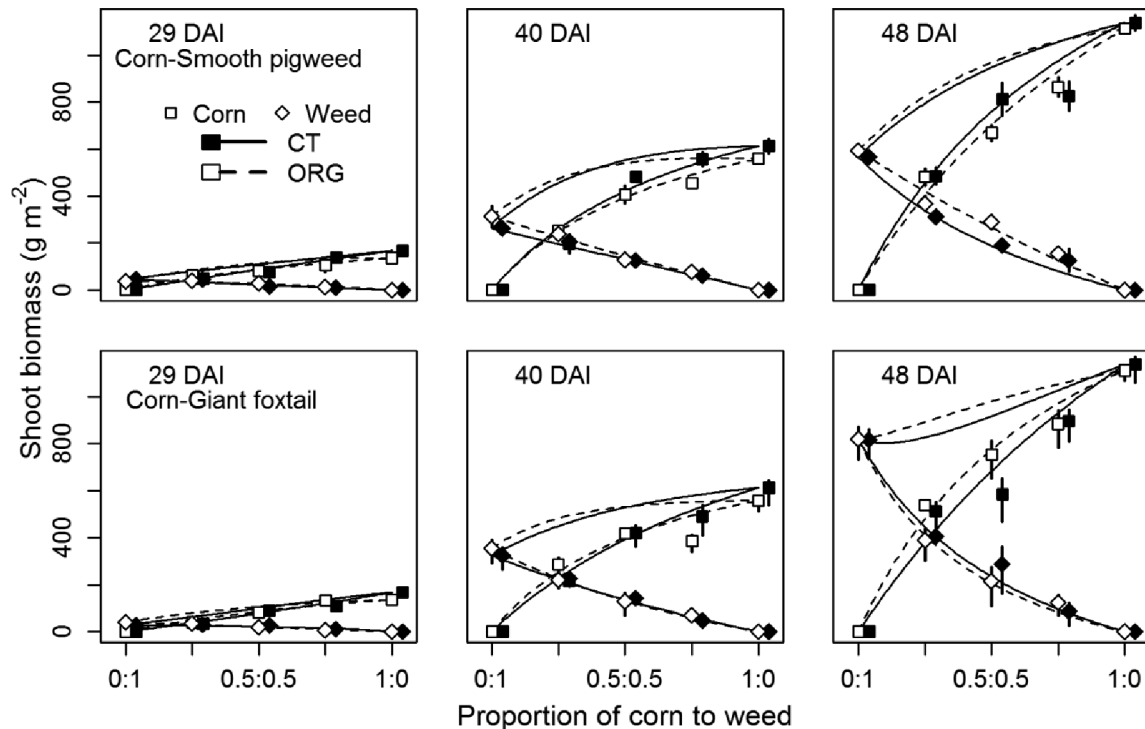 29 DAI
Corn-Smooth pigweed
Corn
Weed
CT
ORG
40 DAI
48 DAI
0
400
800
29 DAI
Corn-Giant foxtail
40 DAI
48 DAI
0
400
800
Shoot biomass (g m-2)
0:1 0.5:0.5 1:0
0:1 0.5:0.5 1:0
0:1 0.5:0.5 1:0
Proportion of corn to weed